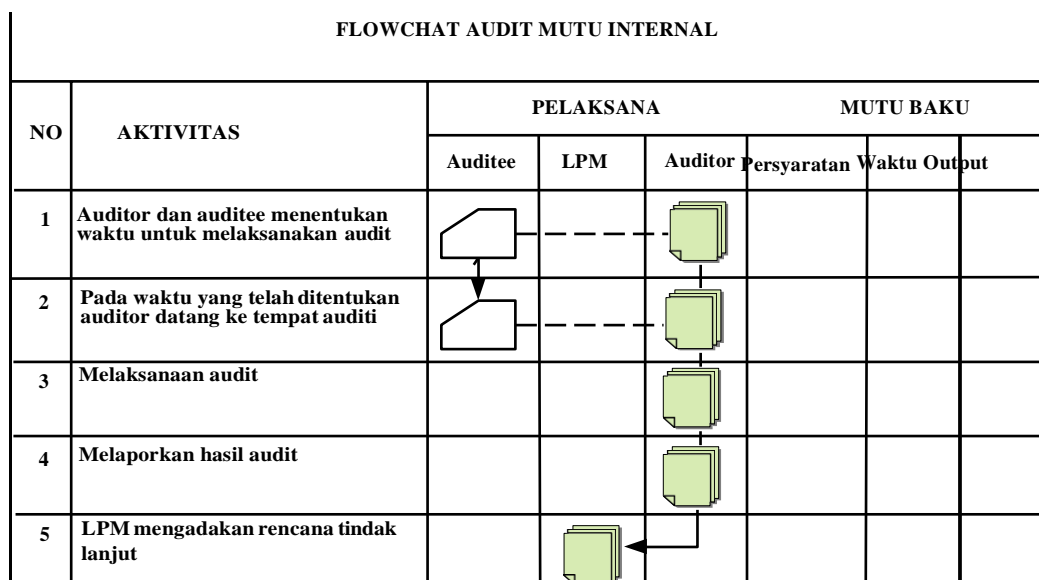 FLOWCHAT AUDIT MUTU INTERNAL
NO
AKTIVITAS
PELAKSANA
MUTU BAKU
Auditee
LPM
Auditor
Persyaratan
Waktu
Output
1
Auditor dan auditee menentukan
waktu untuk melaksanakan audit
2
Pada waktu yang telah ditentukan
auditor datang ke tempat auditi
3
Melaksanaan audit
4
Melaporkan hasil audit
5
LPM mengadakan rencana tindak
lanjut